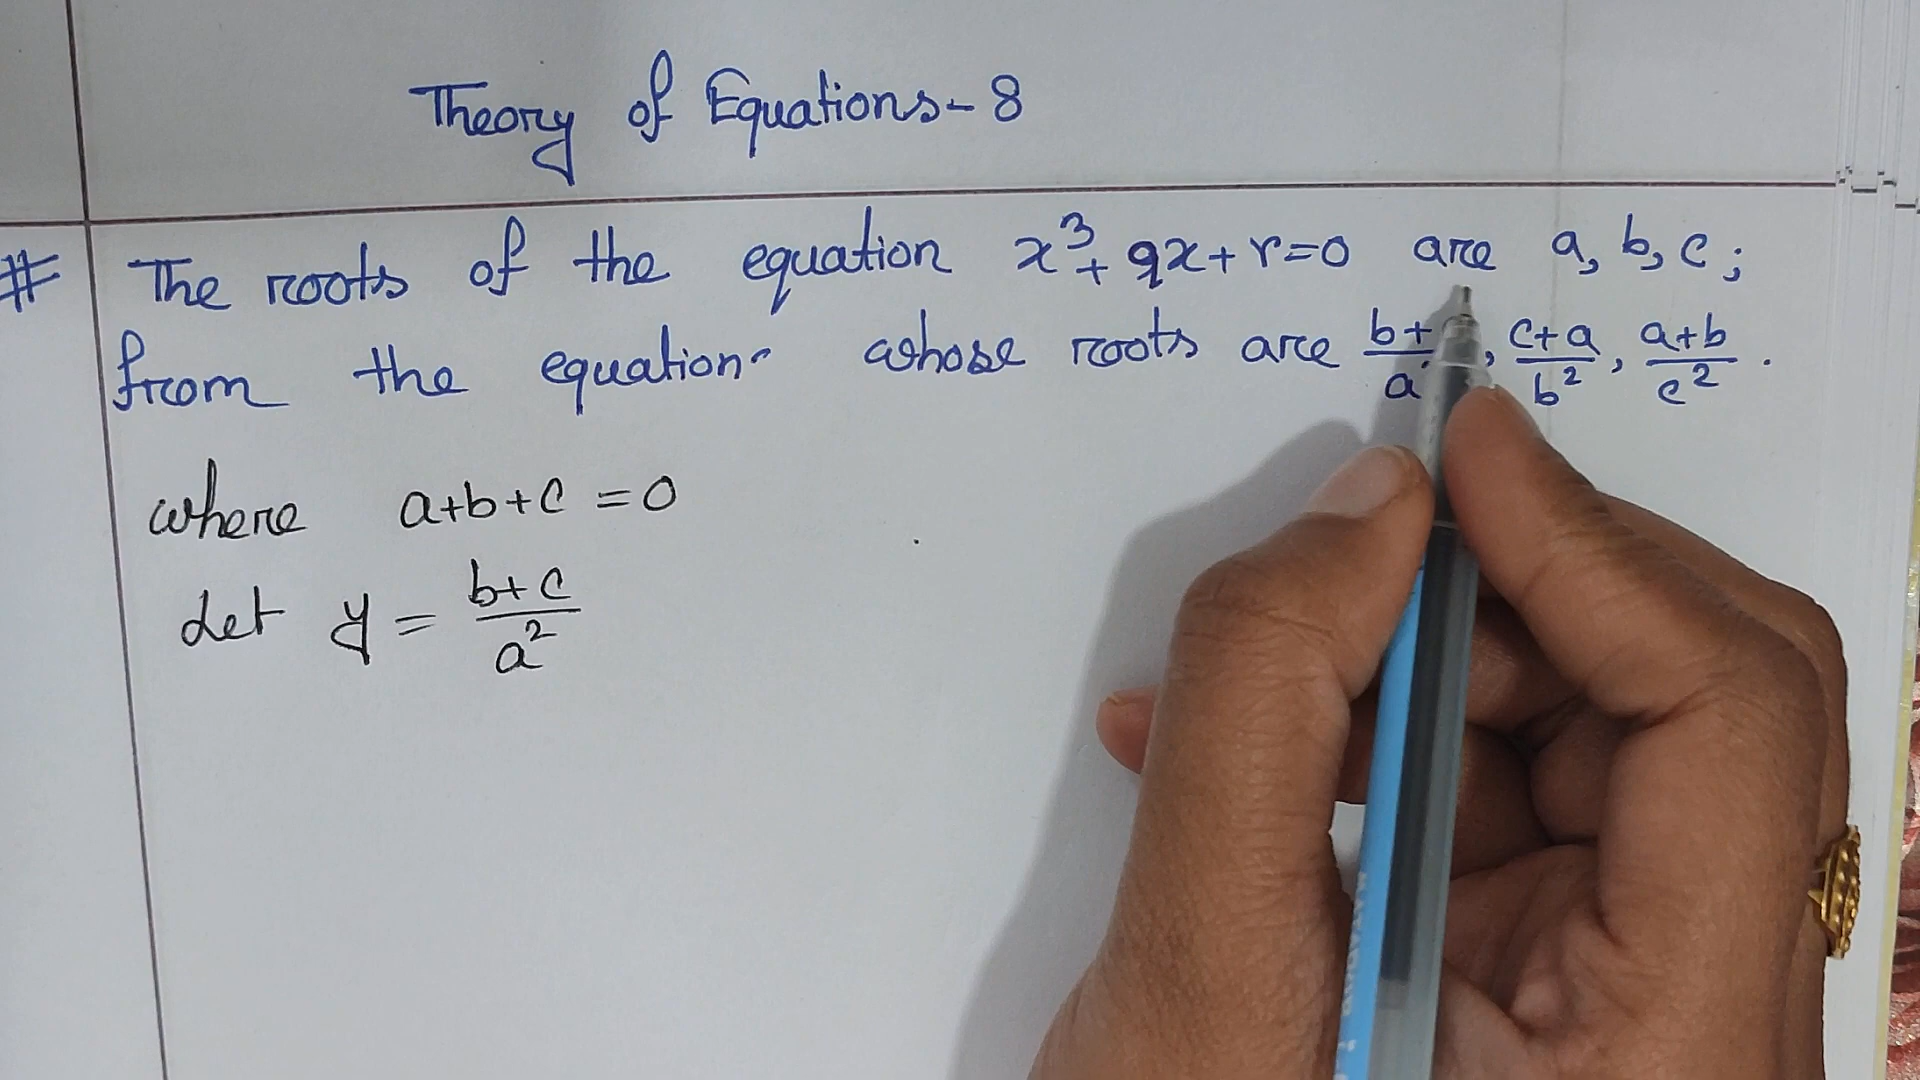 Theory of Equations - 8
# The roots of the equation x³ + qx + r = 0 are a, b, c ;
from the equation whose roots are b+ / a , c+a / b² , a+b / c² .
where a+b+c = 0
Let y = b+c / a²